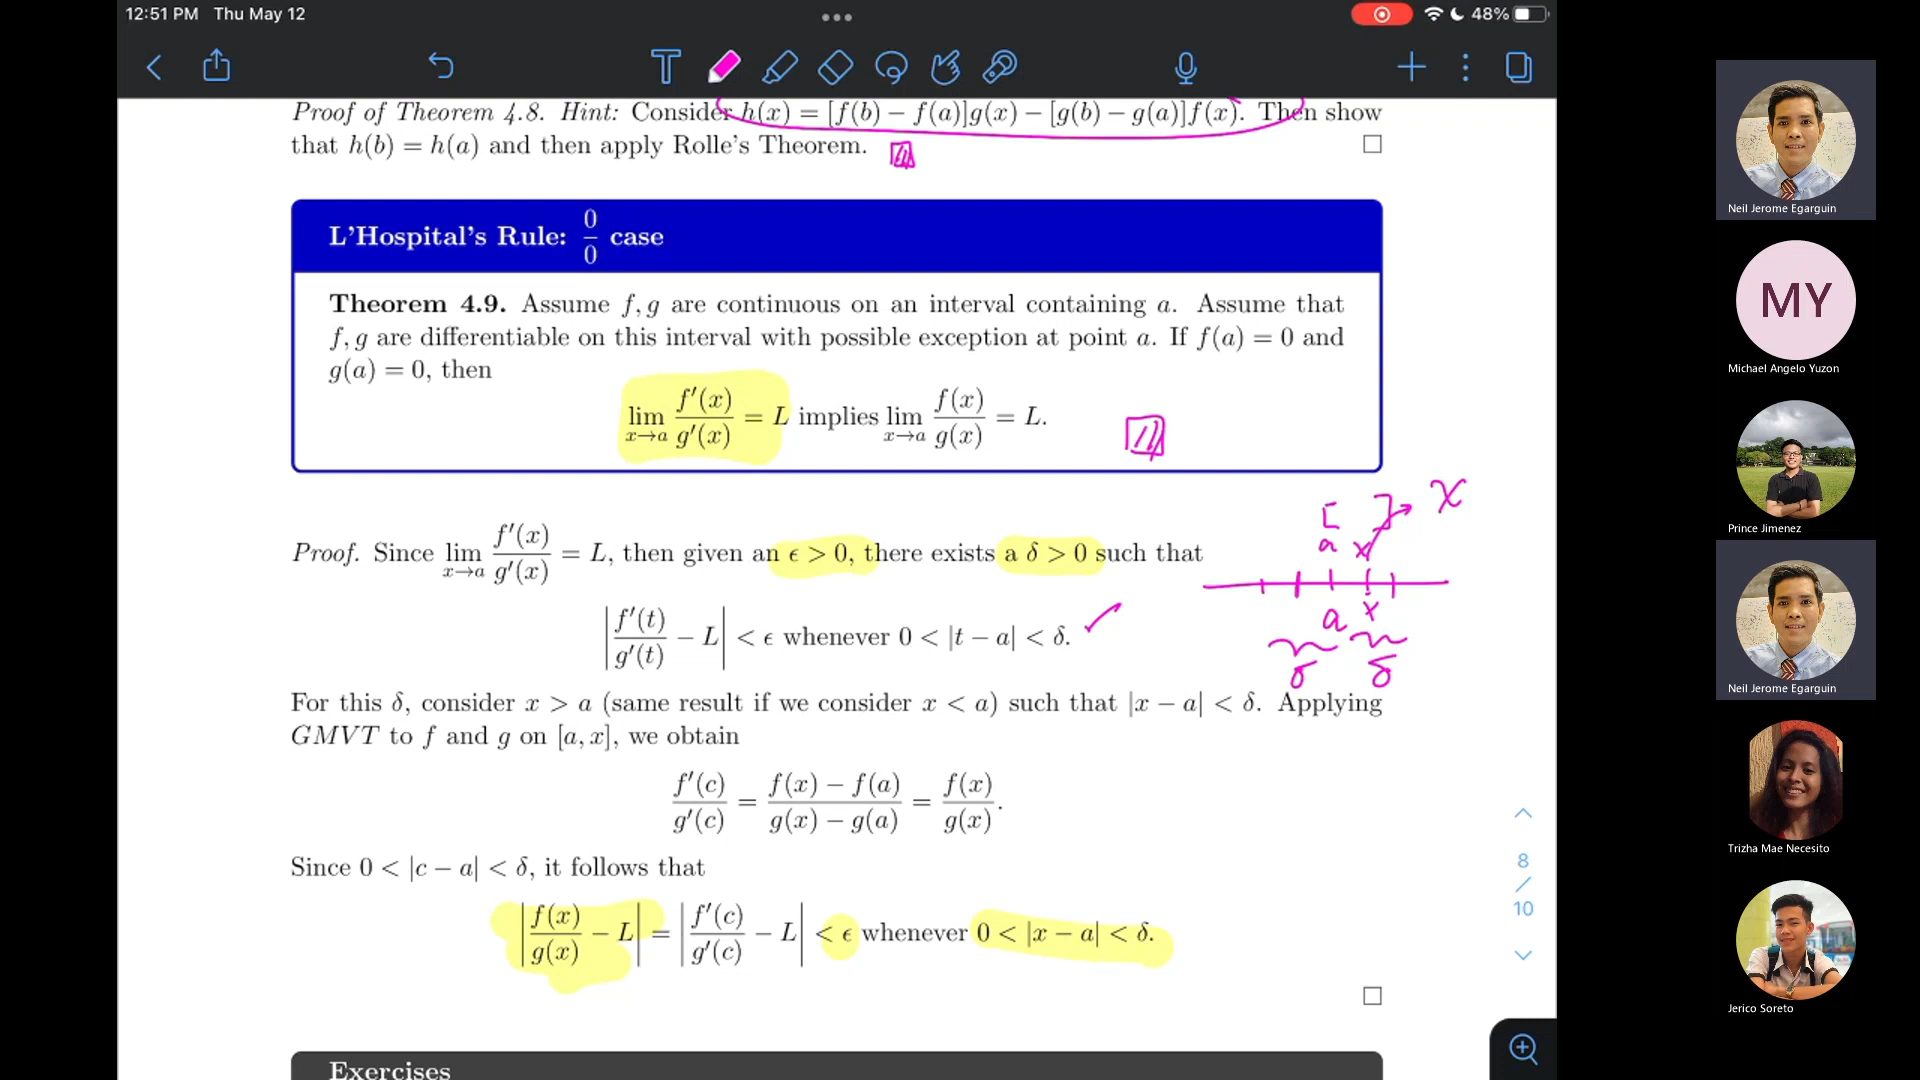 12:51 PM Thu May 12
48%
Proof of Theorem 4.8. Hint: Consider h(x) = [f(b) − f(a)]g(x) − [g(b) − g(a)]f(x). Then show
that h(b) = h(a) and then apply Rolle's Theorem. □
L'Hospital's Rule: 0/0 case
Theorem 4.9. Assume f, g are continuous on an interval containing a. Assume that
f, g are differentiable on this interval with possible exception at point a. If f(a) = 0 and
g(a) = 0, then
lim x→a f′(x)/g′(x) = L implies lim x→a f(x)/g(x) = L.
Proof. Since lim x→a f′(x)/g′(x) = L, then given an ϵ > 0, there exists a δ > 0 such that
|f′(t)/g′(t) − L| < ϵ whenever 0 < |t − a| < δ.
[ ] x
a x
a x
δ δ
For this δ, consider x > a (same result if we consider x < a) such that |x − a| < δ. Applying
GMVT to f and g on [a, x], we obtain
f′(c)/g′(c) = f(x) − f(a)/g(x) − g(a) = f(x)/g(x).
Since 0 < |c − a| < δ, it follows that
|f(x)/g(x) − L| = |f′(c)/g′(c) − L| < ϵ whenever 0 < |x − a| < δ.
□
Exercises
8
/
10
T
Neil Jerome Egarguin
MY
Michael Angelo Yuzon
Prince Jimenez
Neil Jerome Egarguin
Trizha Mae Necesito
Jerico Soreto